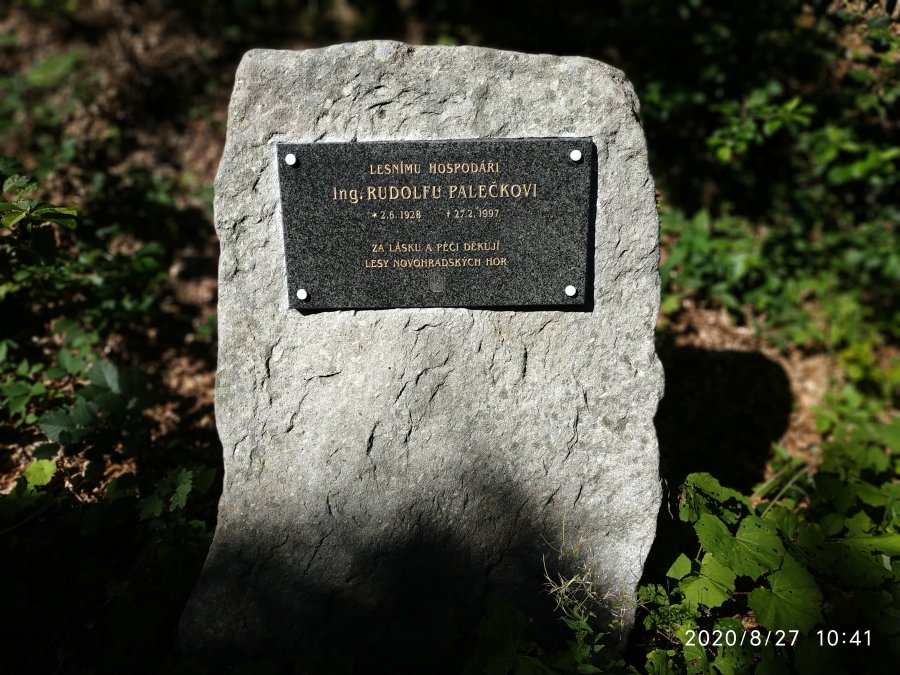 LESNÍMU HOSPODÁŘI
Ing. RUDOLFU PALEČKOVI
* 2.6. 1928 † 27.2. 1997
ZA LÁSKU A PÉČI DĚKUJÍ
LESY NOVOHRADSKÝCH HOR
2020/8/27 10:41